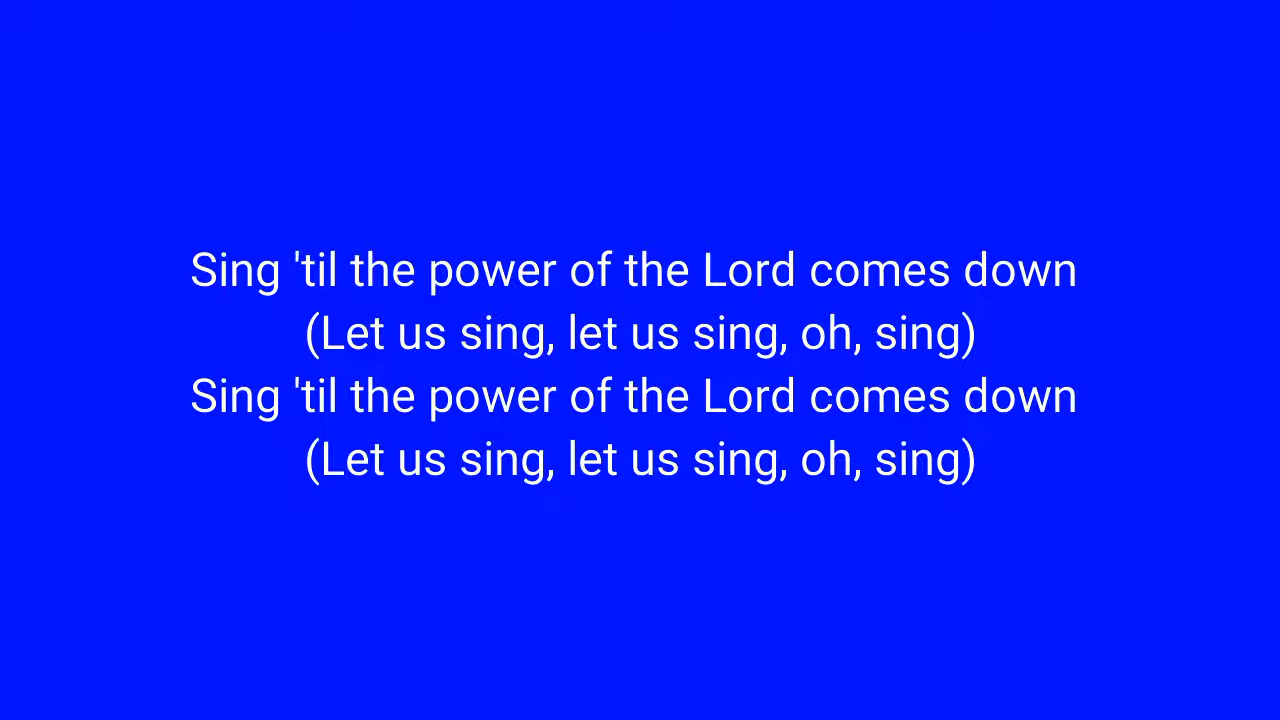 Sing 'til the power of the Lord comes down
(Let us sing, let us sing, oh, sing)
Sing 'til the power of the Lord comes down
(Let us sing, let us sing, oh, sing)